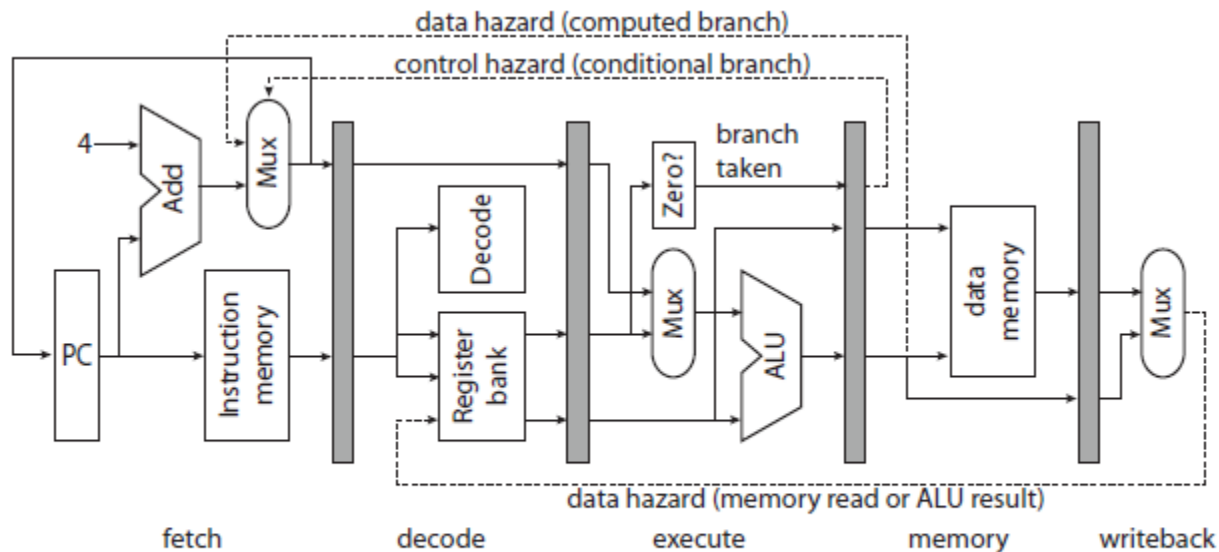 data hazard (computed branch)
control hazard (conditional branch)
4
Add
Mux
branch
taken
Zero?
Decode
PC
Instruction
memory
Register
bank
Mux
ALU
data
memory
Mux
data hazard (memory read or ALU result)
fetch
decode
execute
memory
writeback